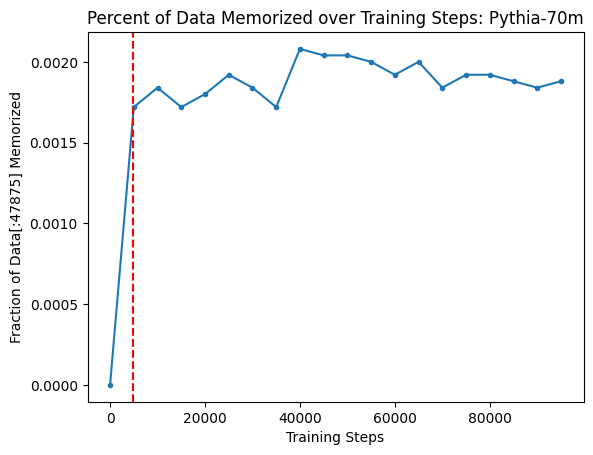 Percent of Data Memorized over Training Steps: Pythia-70m
Fraction of Data[:47875] Memorized
0.0020
0.0015
0.0010
0.0005
0.0000
0 20000 40000 60000 80000
Training Steps